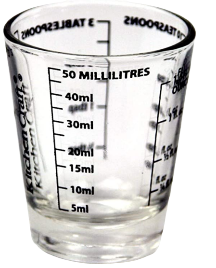 3 TABLESPOONS
TEASPOONS
50 MILLILITRES
40ml
30ml
20ml
15ml
10ml
5ml
KitchenCraft